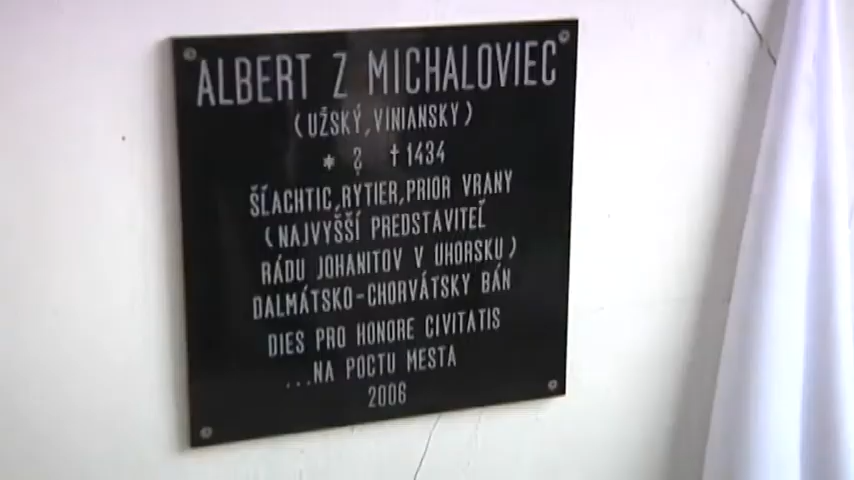 ALBERT Z MICHALOVIEC
(UŽSKÝ, VINIANSKY)
* ? †1434
ŠĽACHTIC, RYTIER, PRIOR VRANY
(NAJVYŠŠÍ PREDSTAVITEĽ
RÁDU JOHANITOV V UHORSKU)
DALMÁTSKO-CHORVÁTSKY BÁN
DIES PRO HONORE CIVITATIS
...NA POCTU MESTA
2006